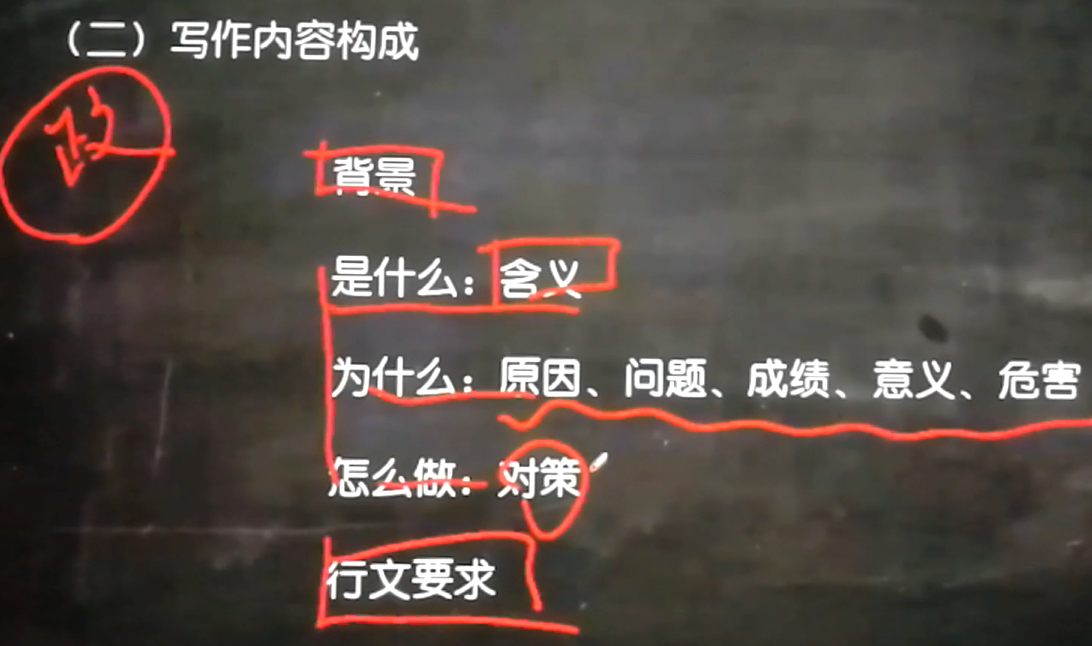 （二）写作内容构成
政
背景
是什么：含义
为什么：原因、问题、成绩、意义、危害
怎么做：对策
行文要求